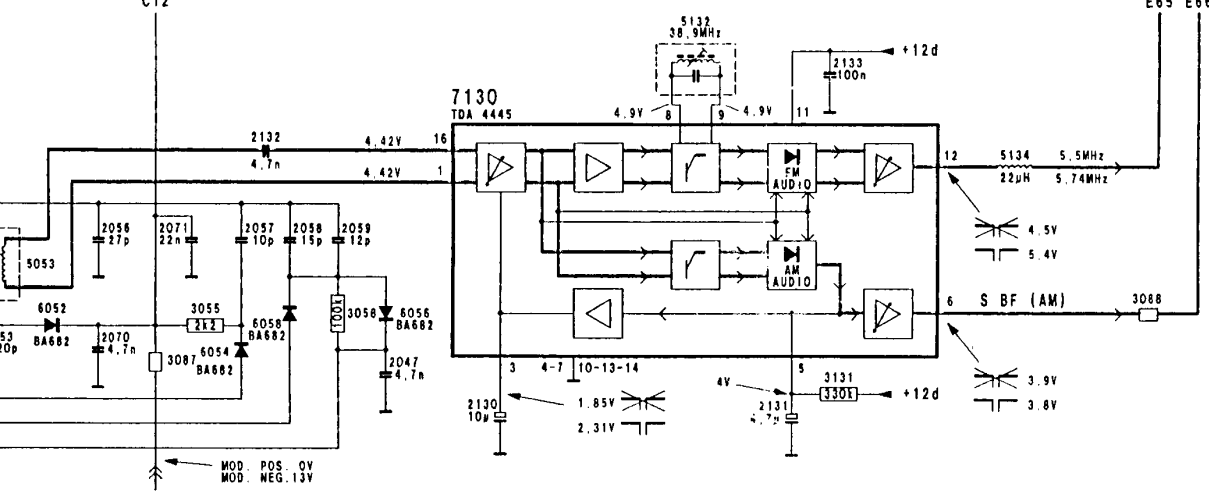 C12
E65 E66
5132
38,9MHz
+12d
2133
100n
7130
TDA 4445
4.9V
8
9
4.9V
11
2132
4,7n
4,42V
16
4,42V
1
FM
AUDIO
12
5134
22µH
5,5MHz
5,74MHz
4.5V
5.4V
2056
27p
2071
22n
2057
10p
2058
15p
2059
12p
5053
AM
AUDIO
6
S BF (AM)
3088
6052
BA682
3055
2k2
6058
BA682
3058
100k
6056
BA682
53
20p
2070
4,7n
3087
6054
BA682
2047
4,7n
3
4-7
10-13-14
5
3.9V
3.8V
2130
10µ
1.85V
2,31V
4V
3131
330k
+12d
2131
4,7µ
MOD. POS. 0V
MOD. NEG. 13V